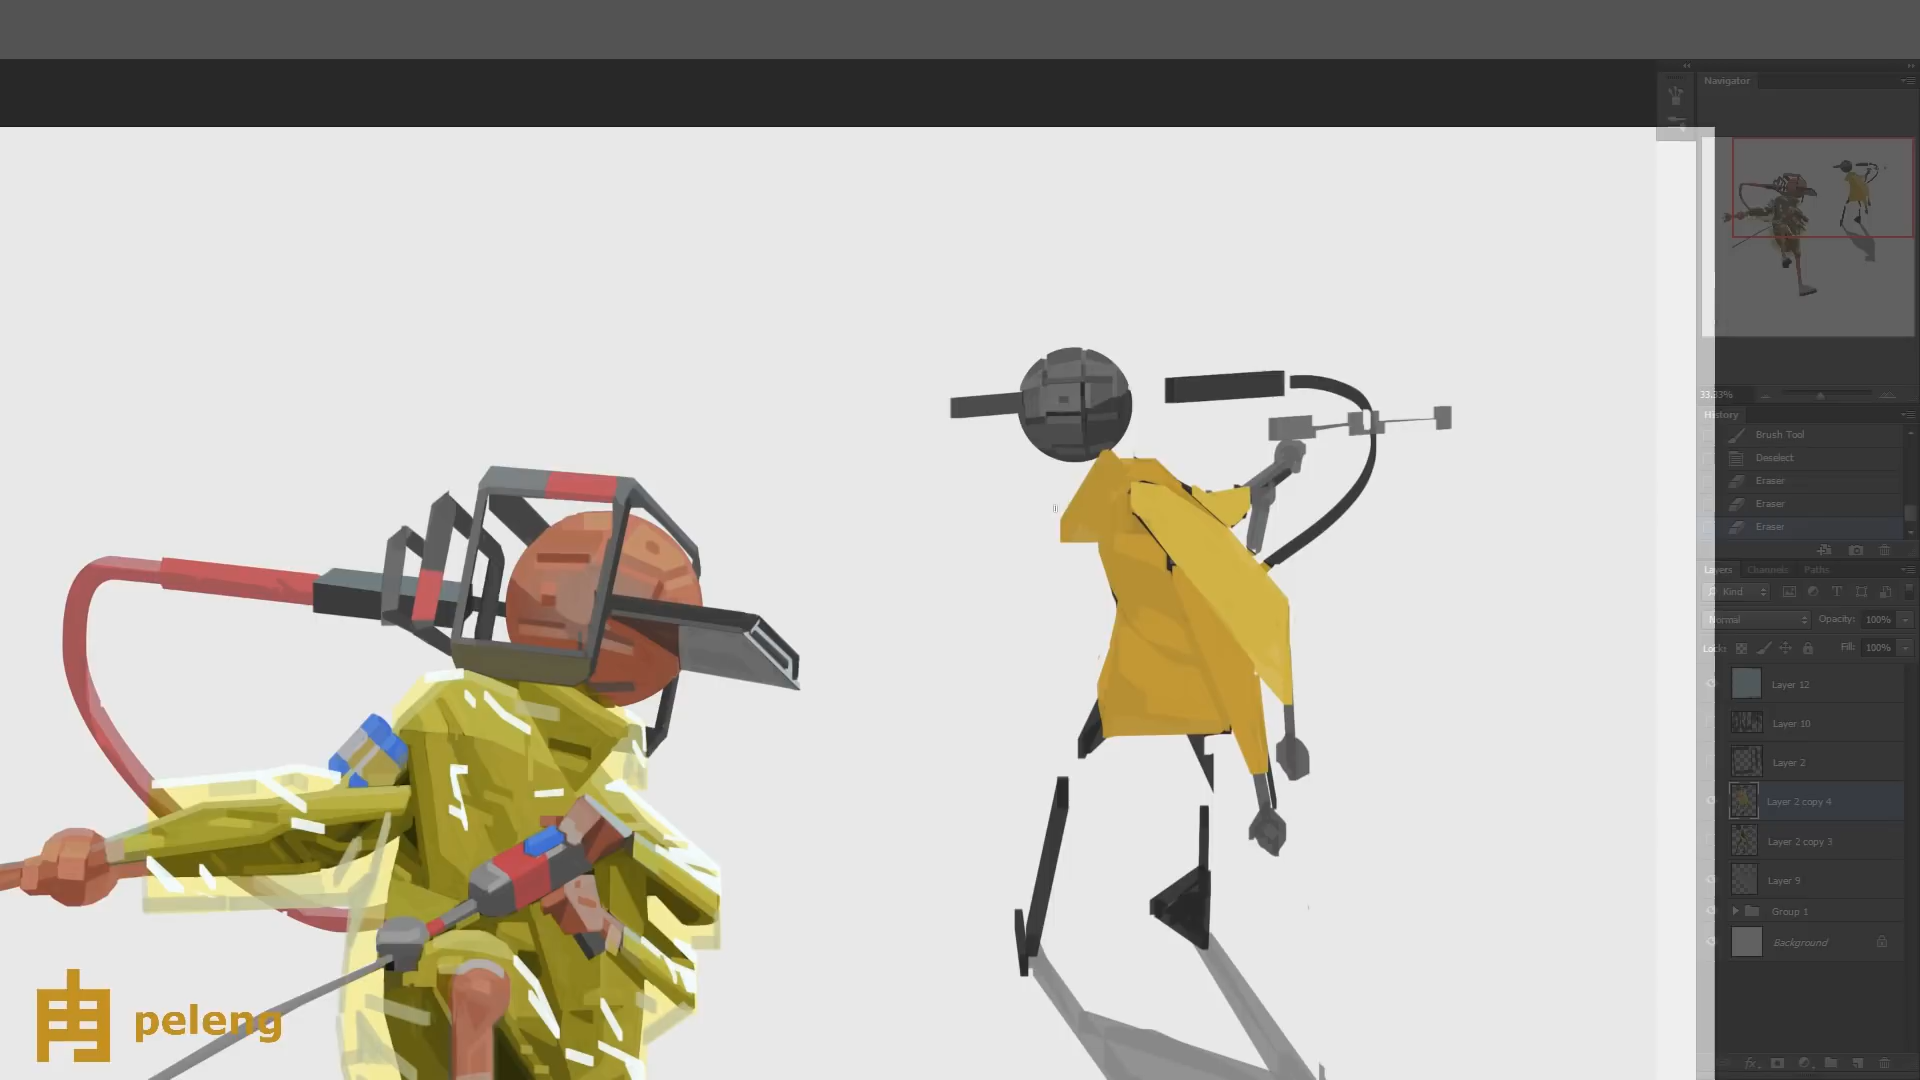 Navigator
33.33%
History
Brush Tool
Deselect
Eraser
Eraser
Eraser
Layers Channels Paths
Kind
Normal Opacity: 100%
Lock: Fill: 100%
Layer 12
Layer 10
Layer 2
Layer 2 copy 4
Layer 2 copy 3
Layer 9
Group 1
Background
peleng